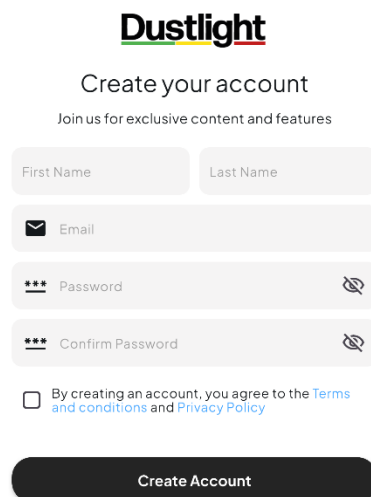 Dustlight
Create your account
Join us for exclusive content and features
First Name
Last Name
Email
*** Password
*** Confirm Password
By creating an account, you agree to the Terms
and conditions and Privacy Policy
Create Account